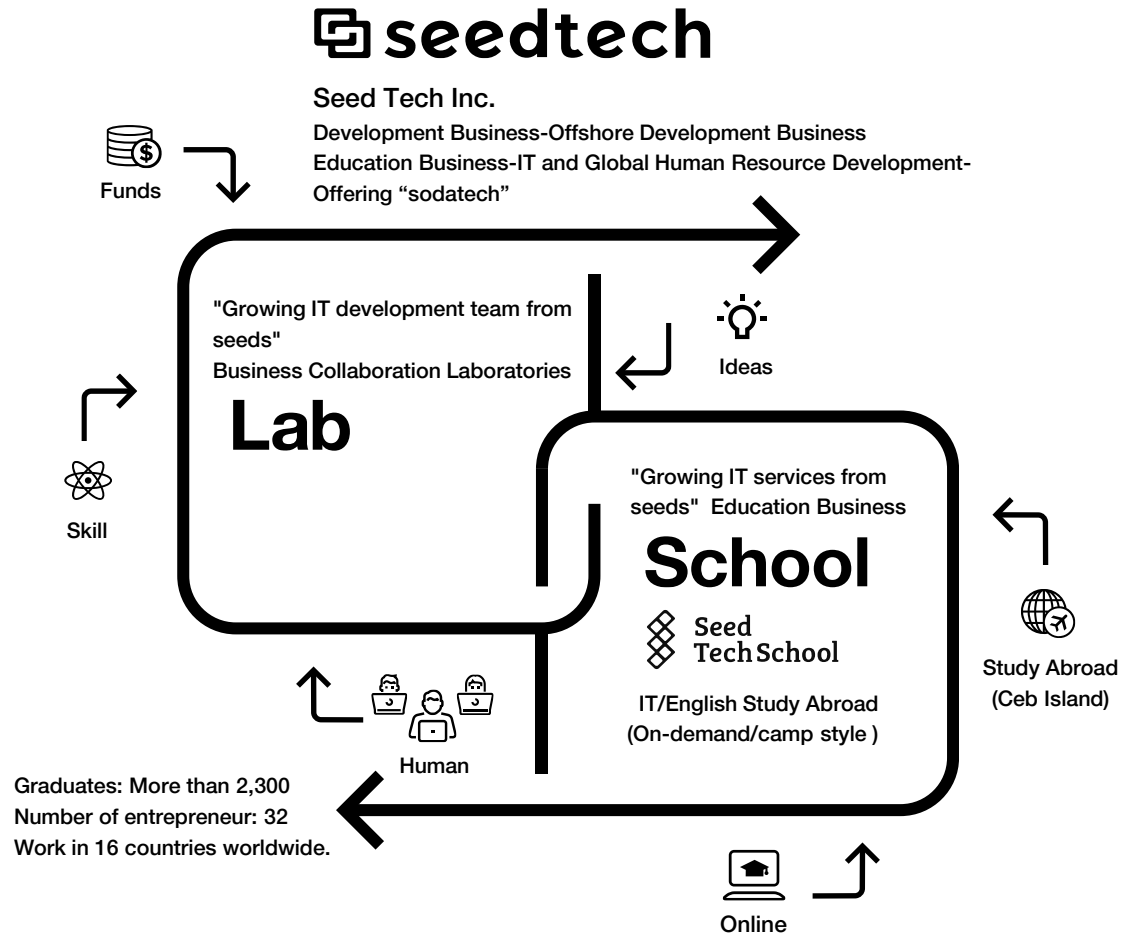 seedtech
Seed Tech Inc.
Development Business-Offshore Development Business
Education Business-IT and Global Human Resource Development-
Offering “sodatech”
Funds
"Growing IT development team from
seeds"
Business Collaboration Laboratories
Lab
Ideas
Skill
"Growing IT services from
seeds" Education Business
School
Seed
Tech School
IT/English Study Abroad
(On-demand/camp style )
Study Abroad
(Ceb Island)
Human
Graduates: More than 2,300
Number of entrepreneur: 32
Work in 16 countries worldwide.
Online